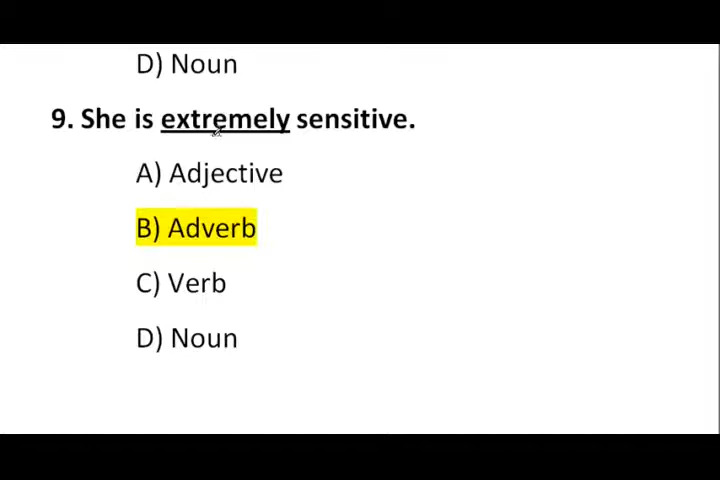 D) Noun
9. She is extremely sensitive.
A) Adjective
B) Adverb
C) Verb
D) Noun